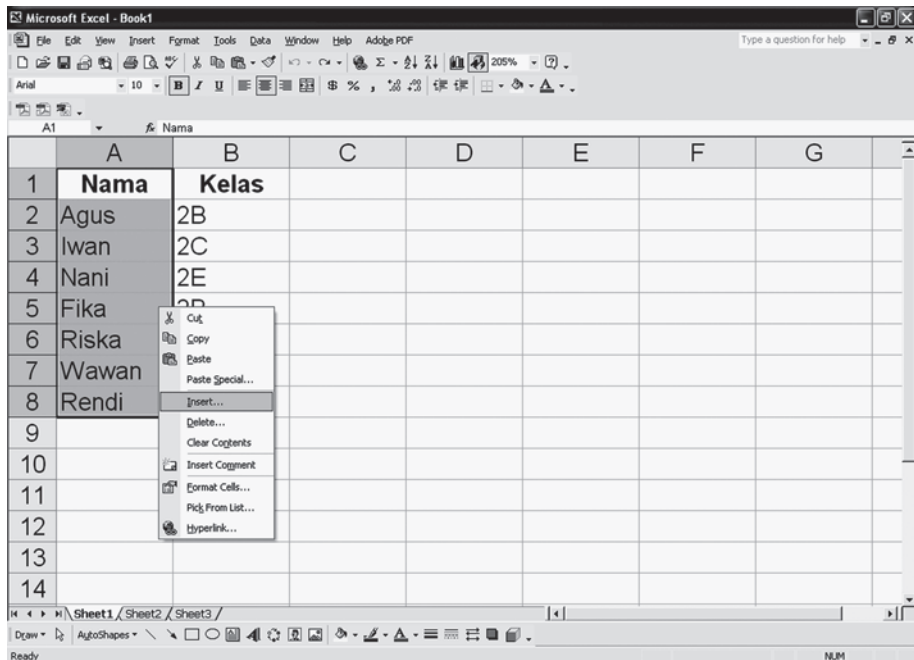 Microsoft Excel - Book1
File Edit View Insert Format Tools Data Window Help Adobe PDF Type a question for help
205%
Arial 10 B I U $ % ,
A1 fx Nama
A B C D E F G
1 Nama Kelas
2 Agus 2B
3 Iwan 2C
4 Nani 2E
5 Fika
Cut
6 Riska Copy
7 Wawan Paste
Paste Special...
8 Rendi Insert...
9 Delete...
Clear Contents
10 Insert Comment
11 Format Cells...
Pick From List...
12 Hyperlink...
13
14
Sheet1 Sheet2 Sheet3
Draw AutoShapes
Ready NUM